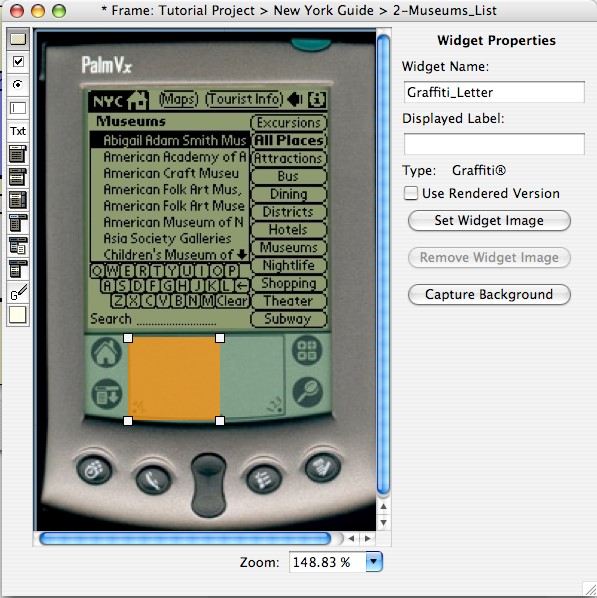 * Frame: Tutorial Project > New York Guide > 2-Museums_List
Txt
G
PalmVx
NYC (Maps) (Tourist Info)
Museums
Abigail Adam Smith Mus
American Academy of A
American Craft Museu
American Folk Art Mus,
American Folk Art Muse
American Museum of N
Asia Society Galleries
Children's Museum of
Excursions
All Places
Attractions
Bus
Dining
Districts
Hotels
Museums
Nightlife
Shopping
Theater
Subway
Q W E R T Y U I O P
A S D F G H J K L ←
Z X C V B N M Clear
Search
Widget Properties
Widget Name:
Graffiti_Letter
Displayed Label:
Type: Graffiti®
Use Rendered Version
Set Widget Image
Remove Widget Image
Capture Background
Zoom: 148.83 %